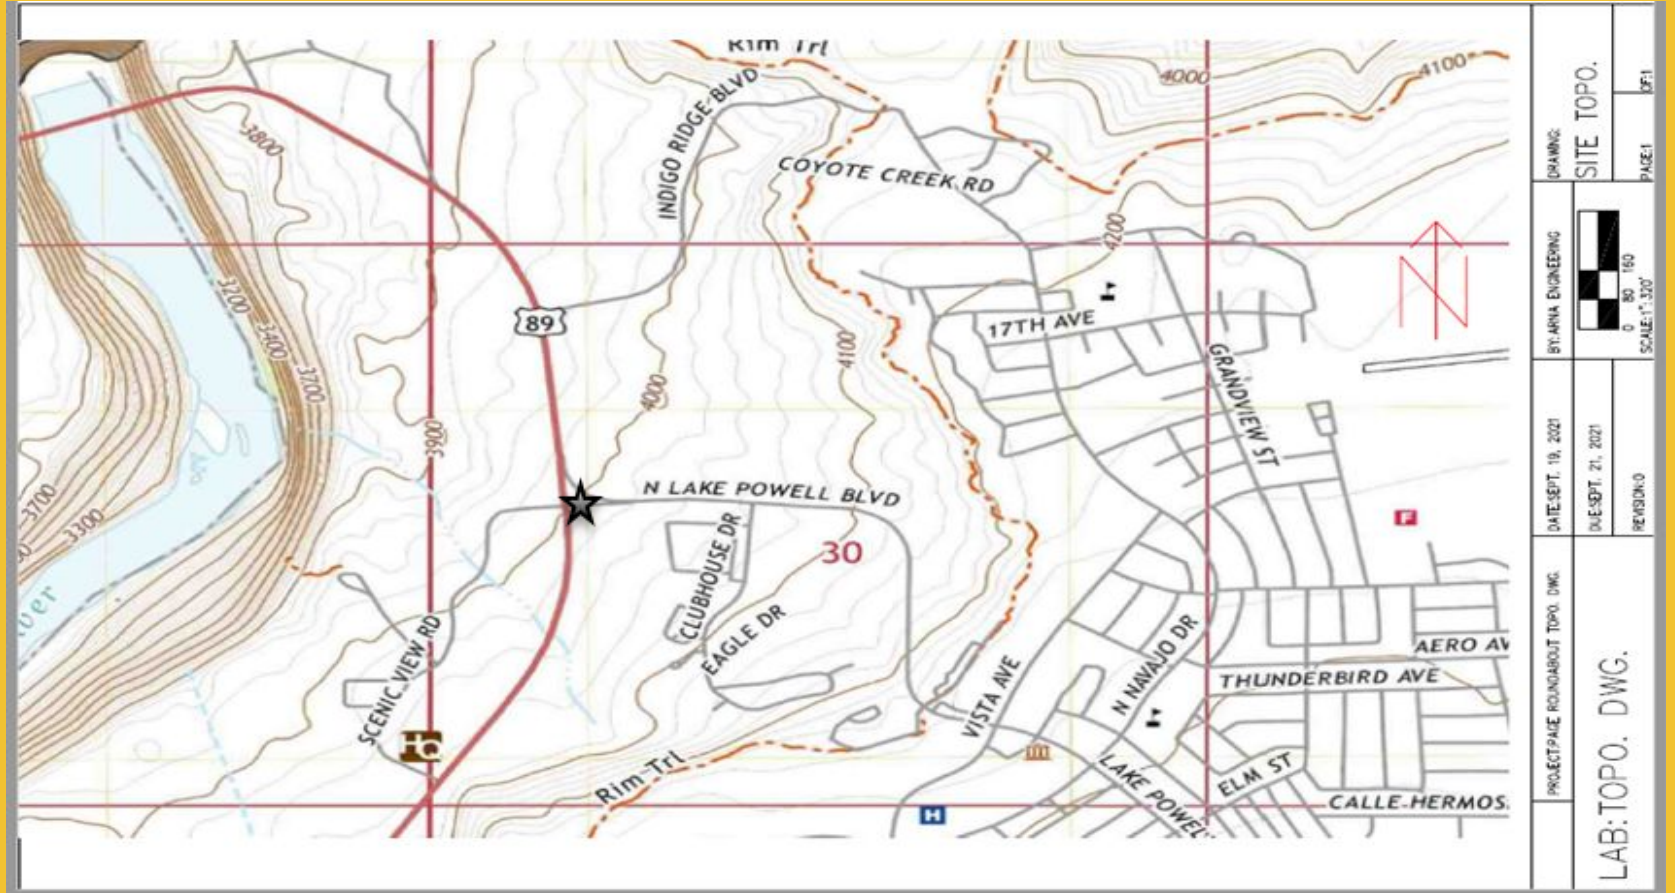 Rim Trl
4000
4100
3800
INDIGO RIDGE BLVD
COYOTE CREEK RD
4200
3200
3400
3700
89
17TH AVE
4100
4000
GRANDVIEW ST
3900
3700
3300
N LAKE POWELL BLVD
F
CLUBHOUSE DR
30
EAGLE DR
SCENIC VIEW RD
VISTA AVE
N NAVAJO DR
AERO AV
THUNDERBIRD AVE
HQ
Rim Trl
LAKE POWELL
ELM ST
CALLE HERMOS
H
N
DRAWING:
SITE TOPO.
PAGE:1
OF:1
BY: ARNA ENGINEERING
0 80 160
SCALE:1": 320'
DATE:SEPT. 19, 2021
DUE:SEPT. 21, 2021
REVISION:0
PROJECT:PAGE ROUNDABOUT TOPO. DWG.
LAB: TOPO. DWG.